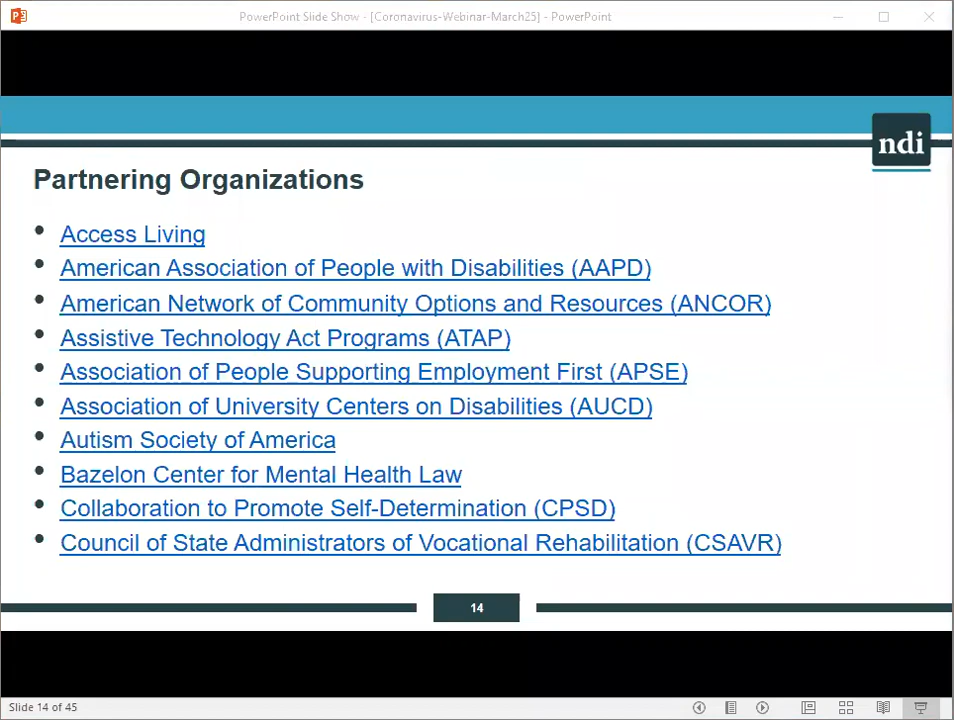 PowerPoint Slide Show - [Coronavirus-Webinar-March25] - PowerPoint
ndi
Partnering Organizations
• Access Living
• American Association of People with Disabilities (AAPD)
• American Network of Community Options and Resources (ANCOR)
• Assistive Technology Act Programs (ATAP)
• Association of People Supporting Employment First (APSE)
• Association of University Centers on Disabilities (AUCD)
• Autism Society of America
• Bazelon Center for Mental Health Law
• Collaboration to Promote Self-Determination (CPSD)
• Council of State Administrators of Vocational Rehabilitation (CSAVR)
14
Slide 14 of 45